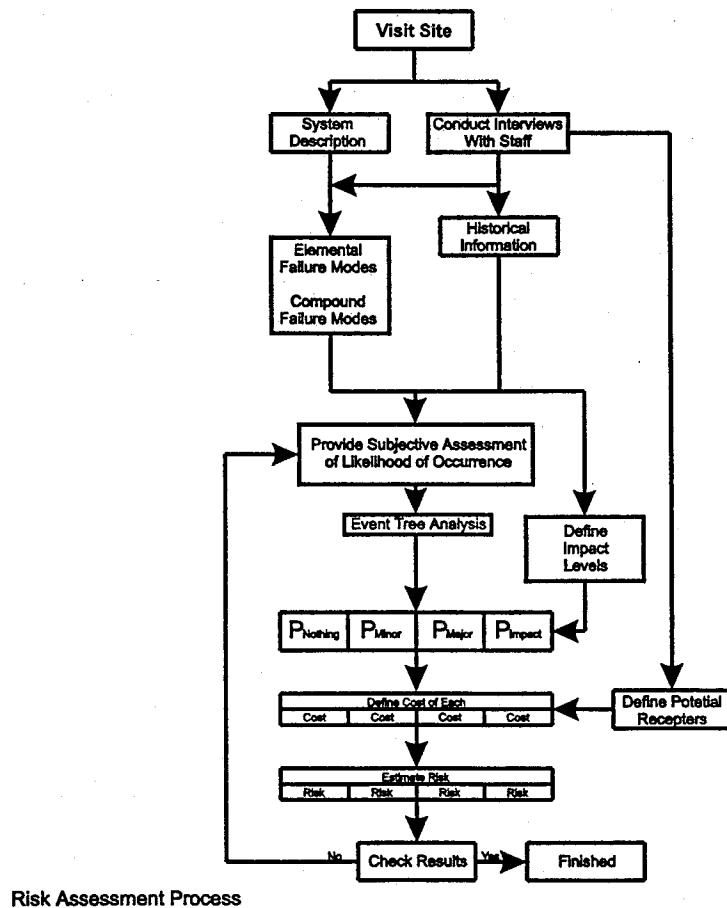 Visit Site
System
Description
Conduct Interviews
With Staff
Elemental
Failure Modes
Compound
Failure Modes
Historical
Information
Provide Subjective Assessment
of Likelihood of Occurrence
Event Tree Analysis
Define
Impact
Levels
PNothing PMinor PMajor PImpact
Define Cost of Each
Cost Cost Cost Cost
Define Potetial
Recepters
Estimate Risk
Risk Risk Risk Risk
No Check Results Yes Finished
Risk Assessment Process